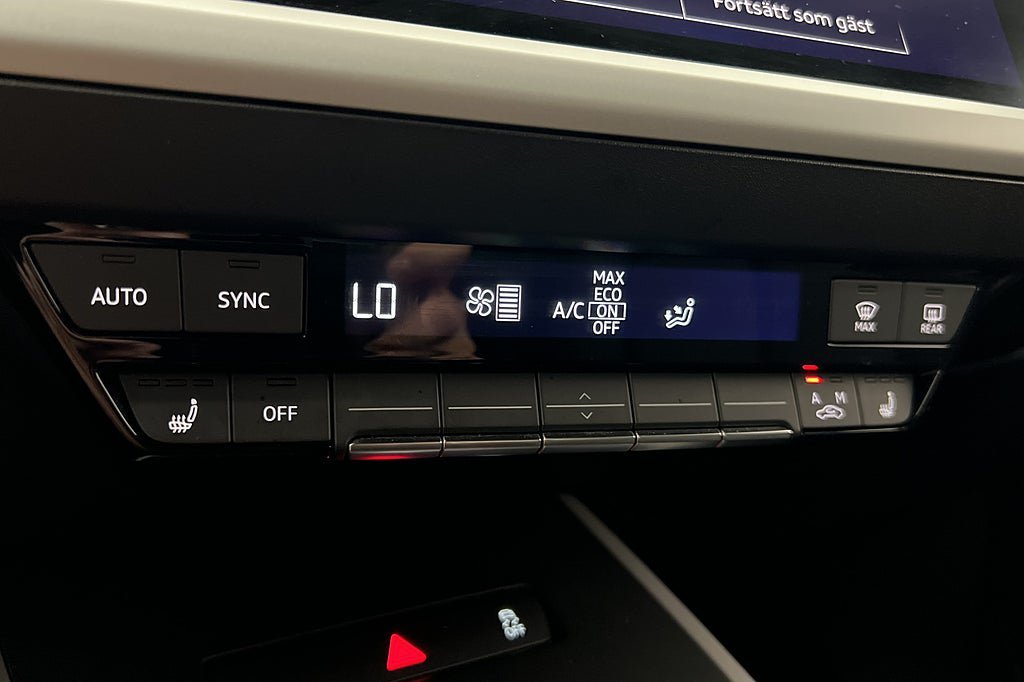 Fortsätt som gäst
AUTO
SYNC
LO
A/C
MAX
ECO
ON
OFF
MAX
REAR
OFF
A M
OFF